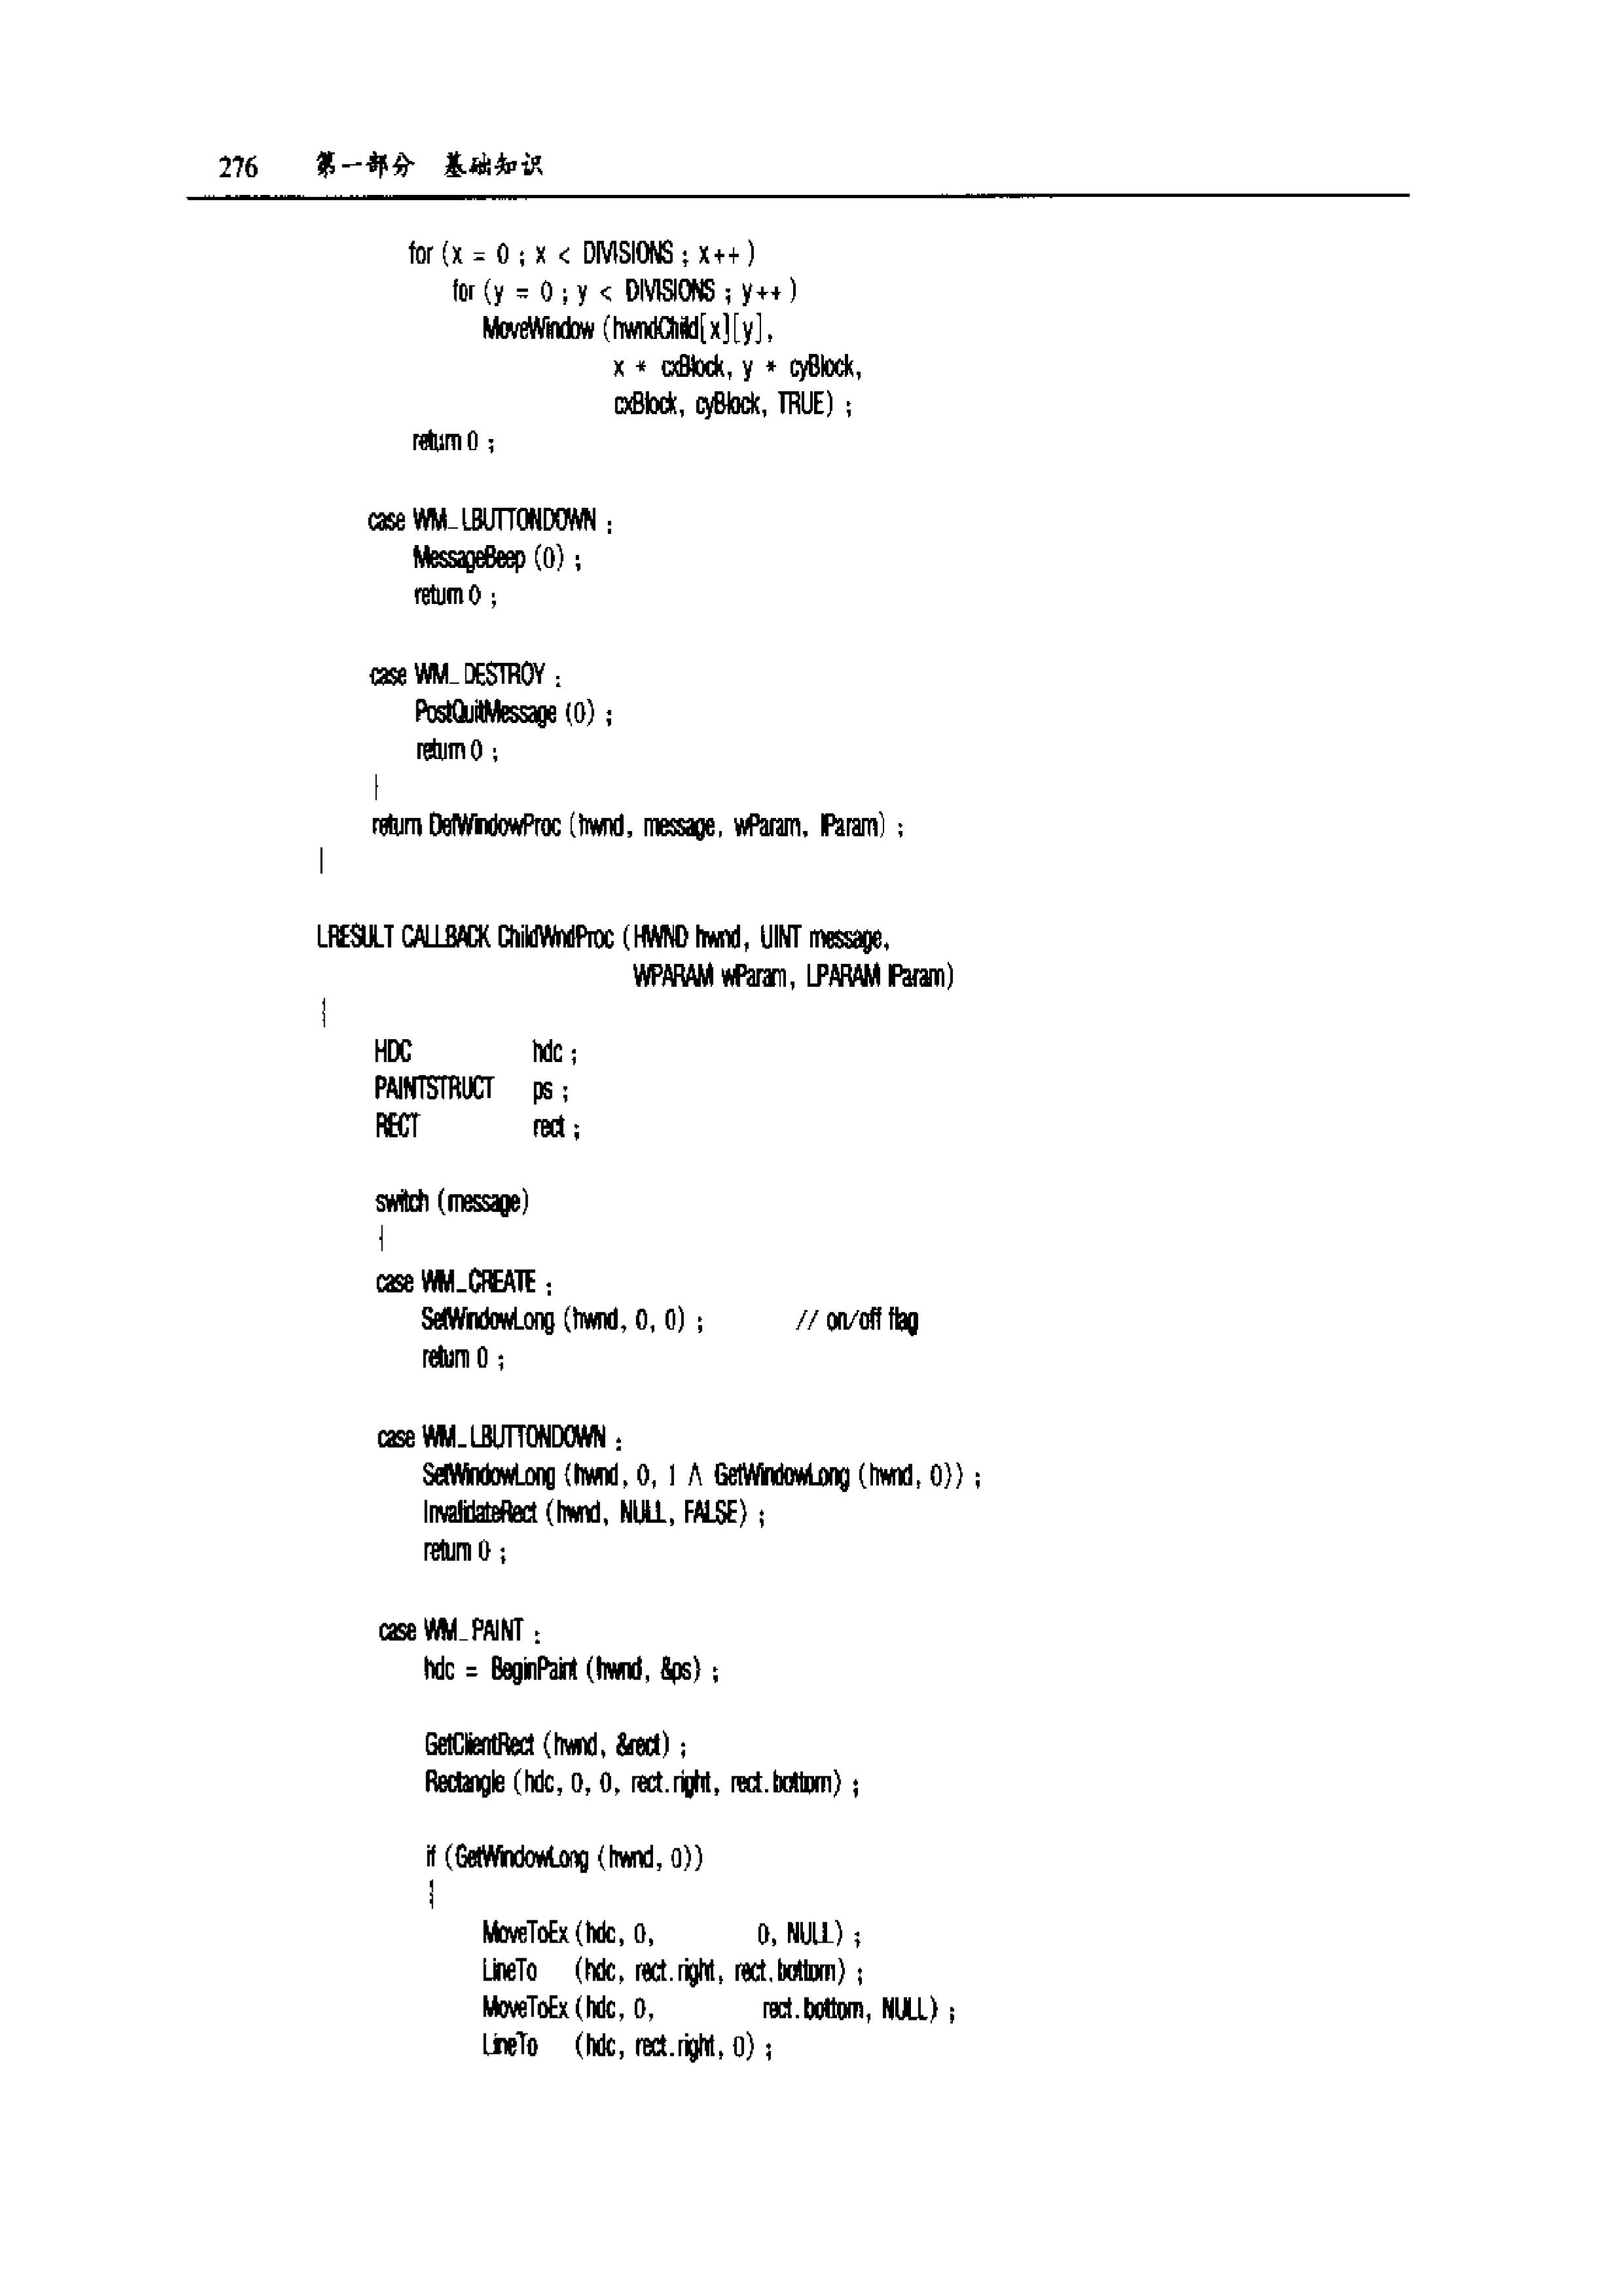 276 第一部分 基础知识
for (x = 0 ; x < DIVISIONS ; x++ )
for (y = 0 ; y < DIVISIONS ; y++ )
MoveWindow (hwndChild[x][y],
x * cxBlock, y * cyBlock,
cxBlock, cyBlock, TRUE) ;
return 0 ;
case WM_LBUTTONDOWN :
MessageBeep (0) ;
return 0 ;
case WM_DESTROY :
PostQuitMessage (0) ;
return 0 ;
}
return DefWindowProc (hwnd, message, wParam, lParam) ;
}
LRESULT CALLBACK ChildWndProc (HWND hwnd, UINT message,
WPARAM wParam, LPARAM lParam)
{
HDC hdc ;
PAINTSTRUCT ps ;
RECT rect ;
switch (message)
{
case WM_CREATE :
SetWindowLong (hwnd, 0, 0) ; // on/off flag
return 0 ;
case WM_LBUTTONDOWN :
SetWindowLong (hwnd, 0, 1 ∧ GetWindowLong (hwnd, 0)) ;
InvalidateRect (hwnd, NULL, FALSE) ;
return 0 ;
case WM_PAINT :
hdc = BeginPaint (hwnd, &ps) ;
GetClientRect (hwnd, &rect) ;
Rectangle (hdc, 0, 0, rect.right, rect.bottom) ;
if (GetWindowLong (hwnd, 0))
{
MoveToEx (hdc, 0, 0, NULL) ;
LineTo (hdc, rect.right, rect.bottom) ;
MoveToEx (hdc, 0, rect.bottom, NULL) ;
LineTo (hdc, rect.right, 0) ;